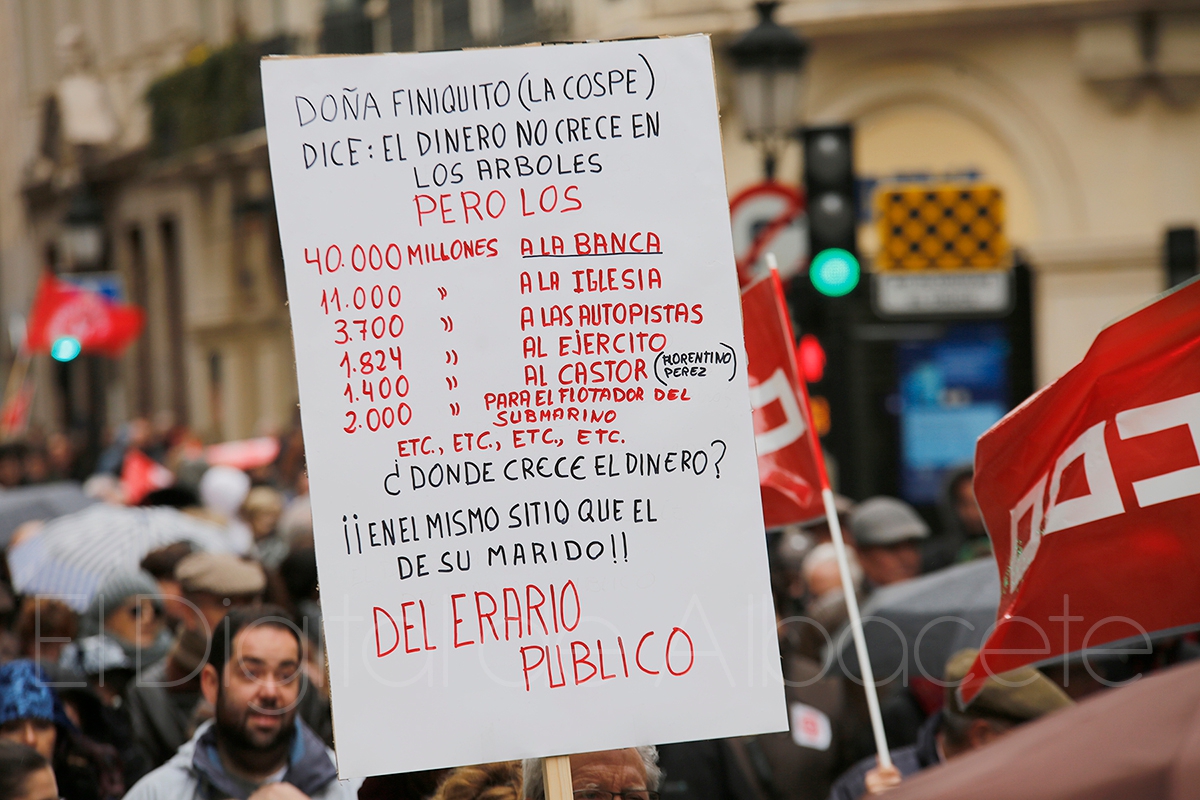 DOÑA FINIQUITO (LA COSPE)
DICE: EL DINERO NO CRECE EN
LOS ARBOLES
PERO LOS
40.000 MILLONES A LA BANCA
11.000 " A LA IGLESIA
3.700 " A LAS AUTOPISTAS
1.824 " AL EJERCITO
1.400 " AL CASTOR (FLORENTINO PEREZ)
2.000 " PARA EL FLOTADOR DEL
SUBMARINO
ETC., ETC., ETC., ETC.
¿DONDE CRECE EL DINERO?
¡¡EN EL MISMO SITIO QUE EL
DE SU MARIDO!!
DEL ERARIO
PUBLICO
El Digital de Albacete